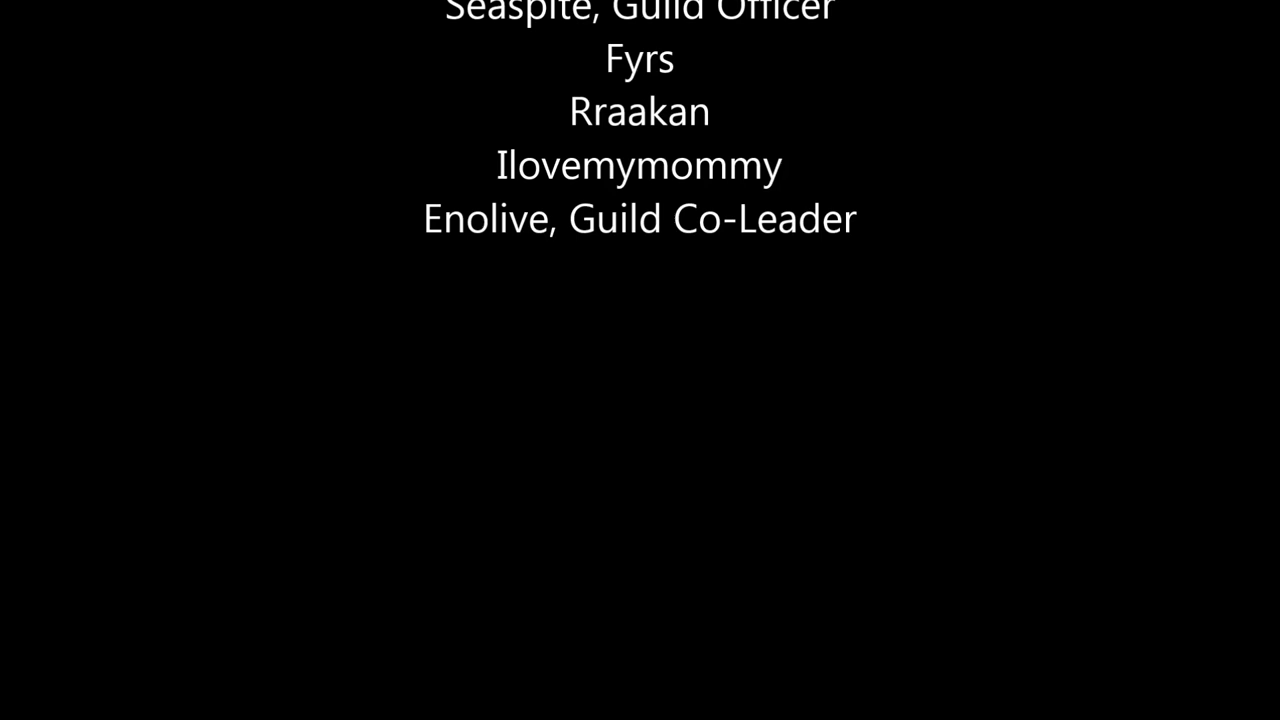 Seaspite, Guild Officer
Fyrs
Rraakan
Ilovemymommy
Enolive, Guild Co-Leader